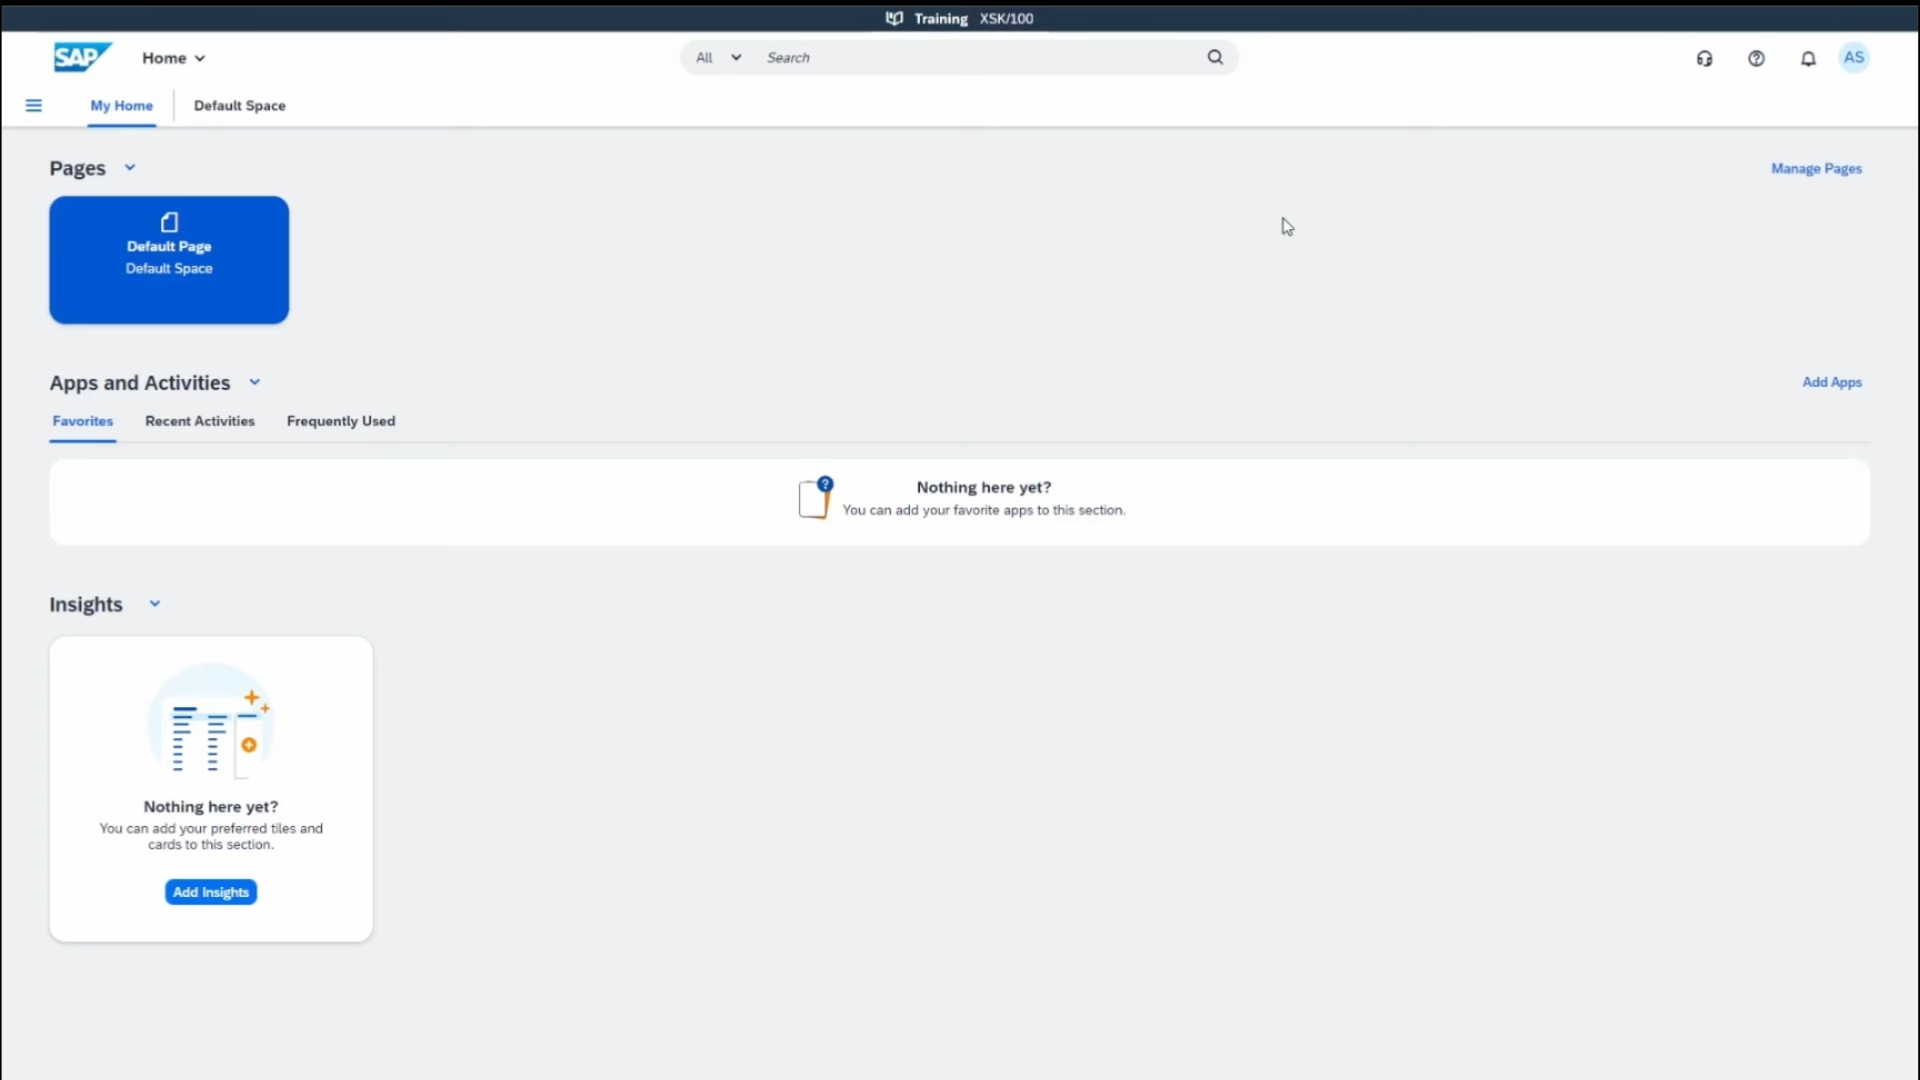 Training XSK/100
SAP Home All Search AS
My Home Default Space
Pages Manage Pages
Default Page
Default Space
Apps and Activities Add Apps
Favorites Recent Activities Frequently Used
?
Nothing here yet?
You can add your favorite apps to this section.
Insights
Nothing here yet?
You can add your preferred tiles and
cards to this section.
Add Insights